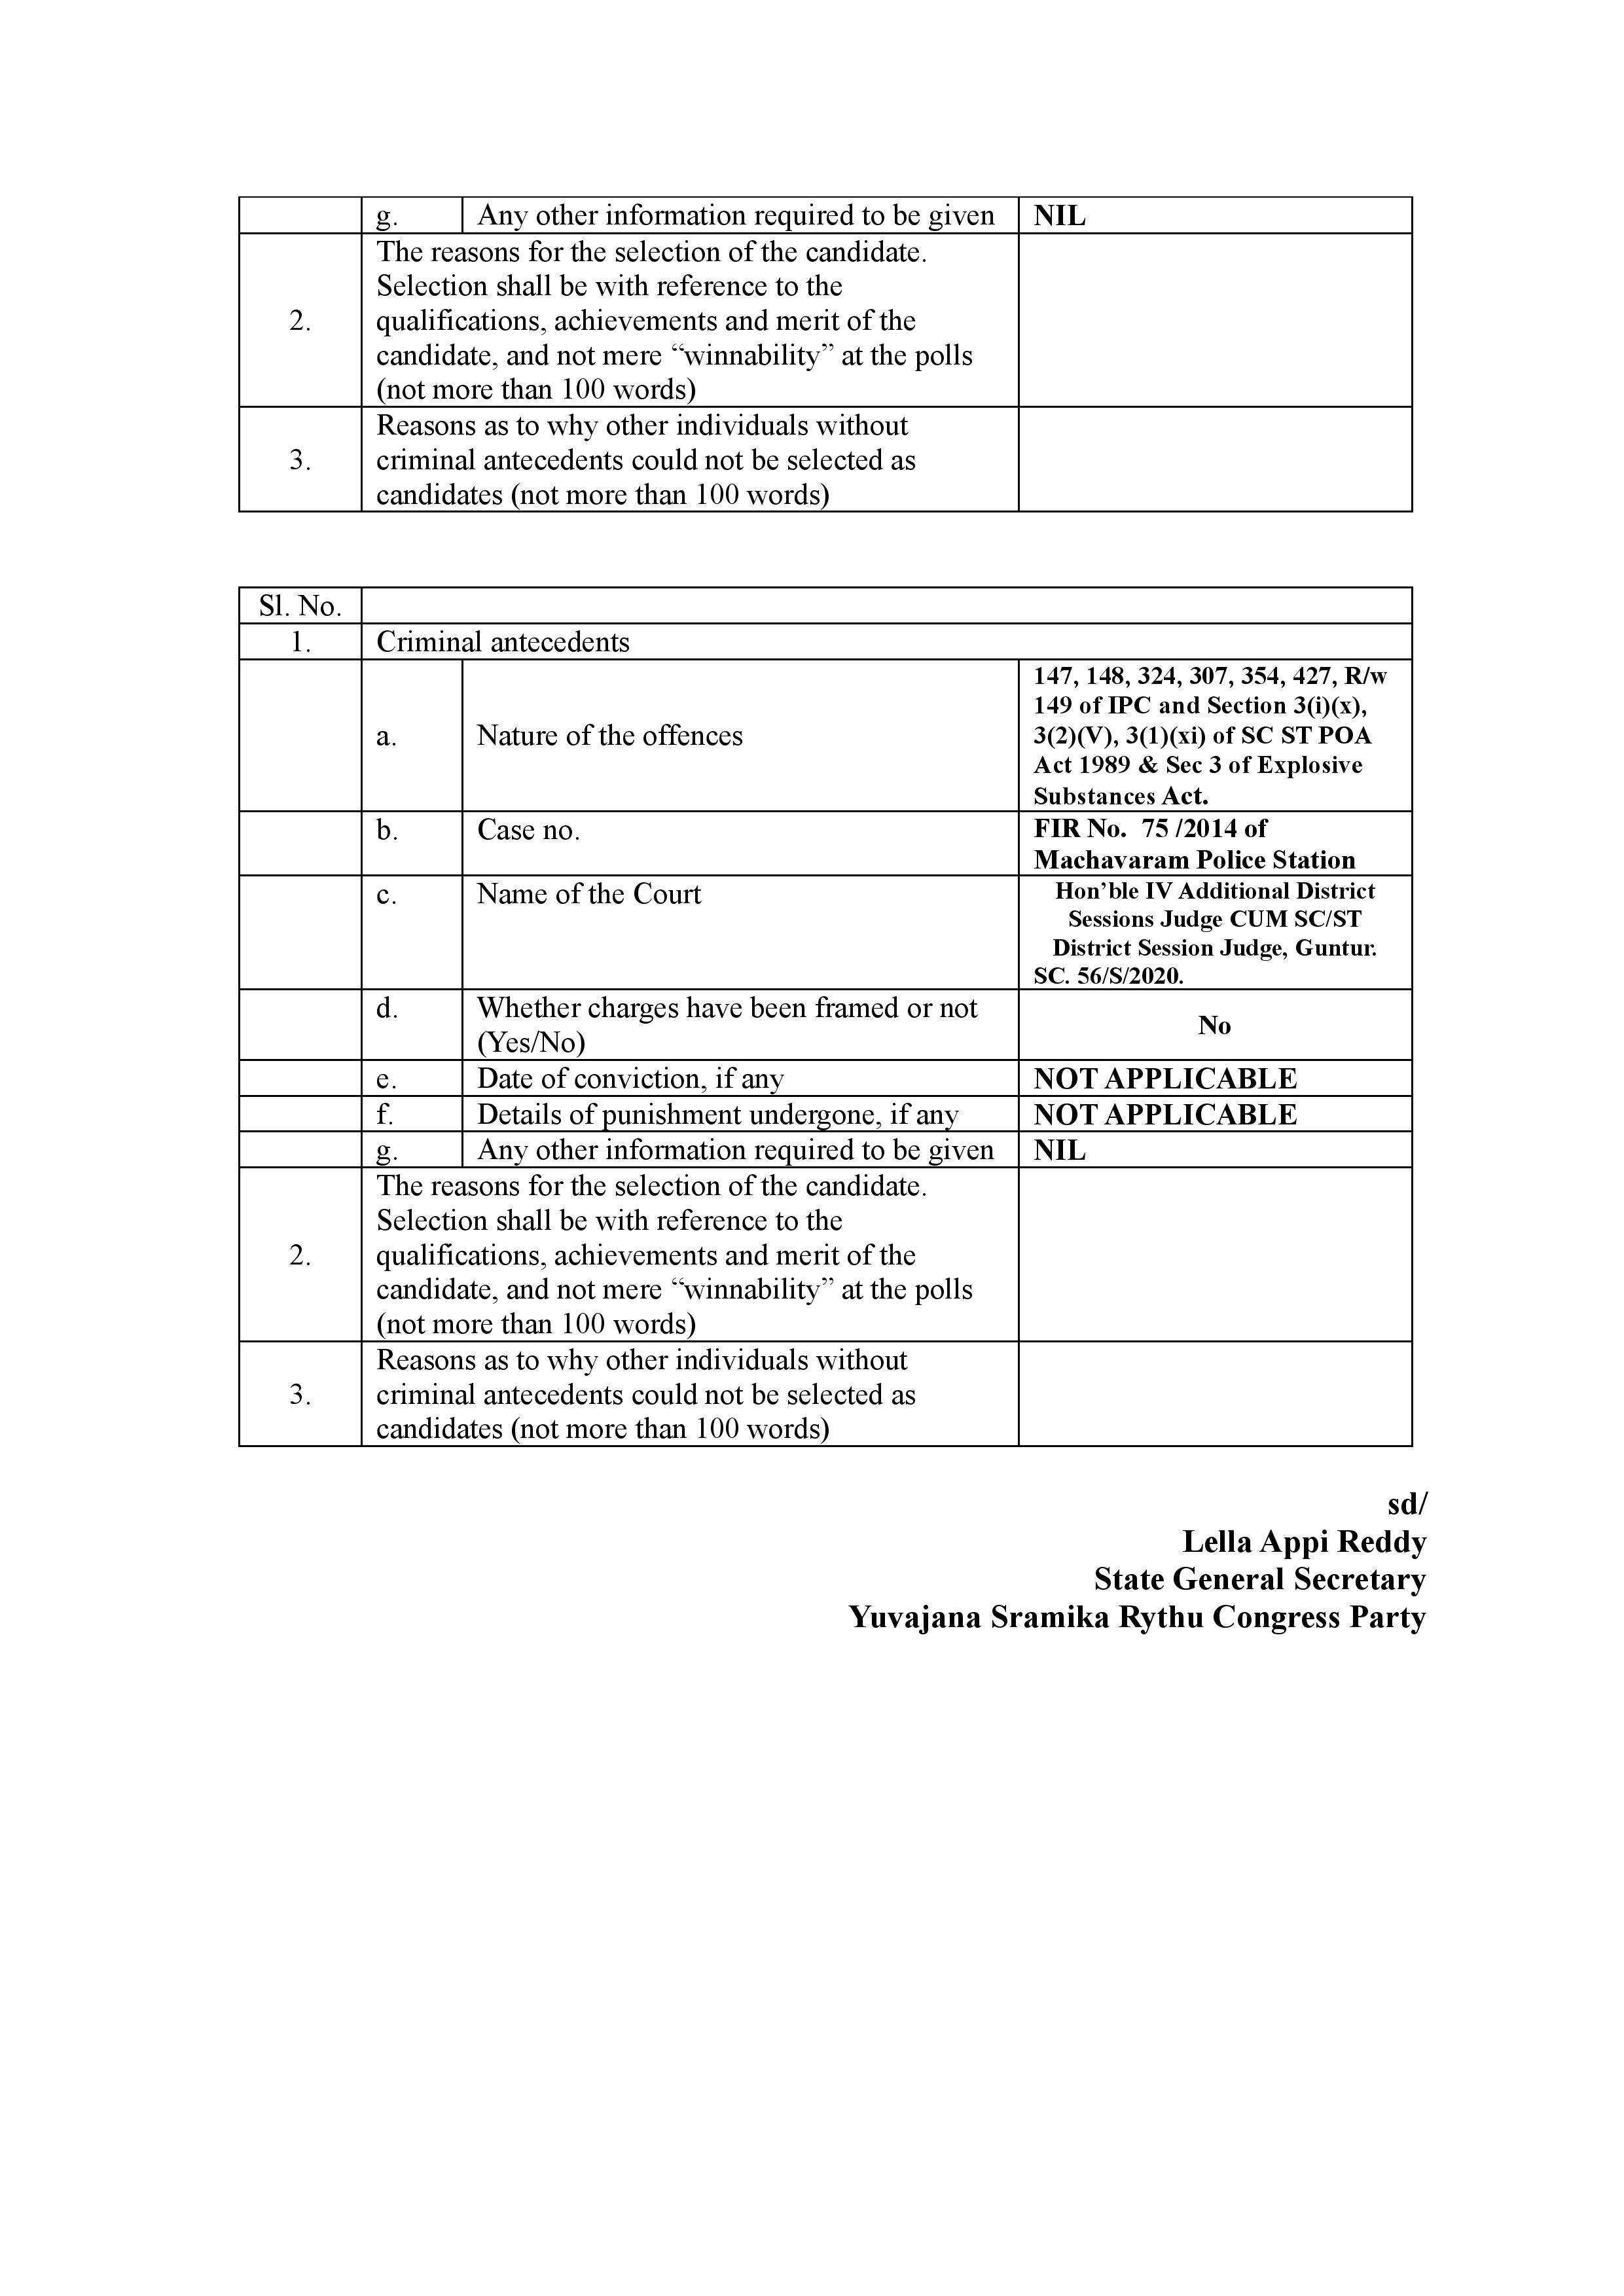 g. Any other information required to be given NIL
2.
The reasons for the selection of the candidate.
Selection shall be with reference to the
qualifications, achievements and merit of the
candidate, and not mere “winnability” at the polls
(not more than 100 words)
3.
Reasons as to why other individuals without
criminal antecedents could not be selected as
candidates (not more than 100 words)
Sl. No.
1. Criminal antecedents
a. Nature of the offences
147, 148, 324, 307, 354, 427, R/w
149 of IPC and Section 3(i)(x),
3(2)(V), 3(1)(xi) of SC ST POA
Act 1989 & Sec 3 of Explosive
Substances Act.
b. Case no.
FIR No. 75 /2014 of
Machavaram Police Station
c. Name of the Court
Hon’ble IV Additional District
Sessions Judge CUM SC/ST
District Session Judge, Guntur.
SC. 56/S/2020.
d. Whether charges have been framed or not
(Yes/No)
No
e. Date of conviction, if any NOT APPLICABLE
f. Details of punishment undergone, if any NOT APPLICABLE
g. Any other information required to be given NIL
2.
The reasons for the selection of the candidate.
Selection shall be with reference to the
qualifications, achievements and merit of the
candidate, and not mere “winnability” at the polls
(not more than 100 words)
3.
Reasons as to why other individuals without
criminal antecedents could not be selected as
candidates (not more than 100 words)
sd/
Lella Appi Reddy
State General Secretary
Yuvajana Sramika Rythu Congress Party